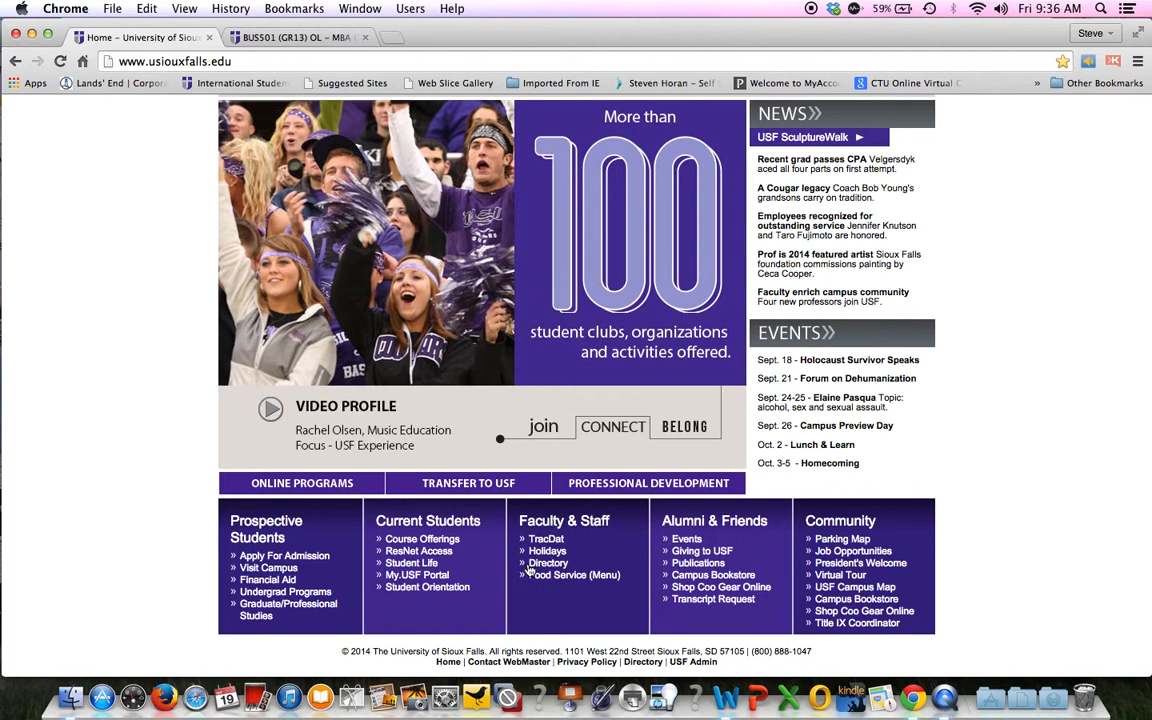 Chrome File Edit View History Bookmarks Window Users Help 59% Fri 9:36 AM
Home – University of Sioux BUS501 (GR13) OL – MBA Steve
www.usiouxfalls.edu
Apps Lands' End | Corpora International Student Suggested Sites Web Slice Gallery Imported From IE Steven Horan – Self Welcome to MyAcco CTU Online Virtual C » Other Bookmarks
More than
100
student clubs, organizations
and activities offered.
NEWS
USF SculptureWalk
Recent grad passes CPA Velgersdyk
aced all four parts on first attempt.
A Cougar legacy Coach Bob Young's
grandsons carry on tradition.
Employees recognized for
outstanding service Jennifer Knutson
and Taro Fujimoto are honored.
Prof is 2014 featured artist Sioux Falls
foundation commissions painting by
Ceca Cooper.
Faculty enrich campus community
Four new professors join USF.
EVENTS
Sept. 18 - Holocaust Survivor Speaks
Sept. 21 - Forum on Dehumanization
Sept. 24-25 - Elaine Pasqua Topic:
alcohol, sex and sexual assault.
Sept. 26 - Campus Preview Day
Oct. 2 - Lunch & Learn
Oct. 3-5 - Homecoming
VIDEO PROFILE
Rachel Olsen, Music Education
Focus - USF Experience
join CONNECT BELONG
ONLINE PROGRAMS TRANSFER TO USF PROFESSIONAL DEVELOPMENT
Prospective
Students
» Apply For Admission
» Visit Campus
» Financial Aid
» Undergrad Programs
» Graduate/Professional
Studies
Current Students
» Course Offerings
» ResNet Access
» Student Life
» My.USF Portal
» Student Orientation
Faculty & Staff
» TracDat
» Holidays
» Directory
» Food Service (Menu)
Alumni & Friends
» Events
» Giving to USF
» Publications
» Campus Bookstore
» Shop Coo Gear Online
» Transcript Request
Community
» Parking Map
» Job Opportunities
» President's Welcome
» Virtual Tour
» USF Campus Map
» Campus Bookstore
» Shop Coo Gear Online
» Title IX Coordinator
© 2014 The University of Sioux Falls. All rights reserved. 1101 West 22nd Street Sioux Falls, SD 57105 | (800) 888-1047
Home | Contact WebMaster | Privacy Policy | Directory | USF Admin
19
kindle